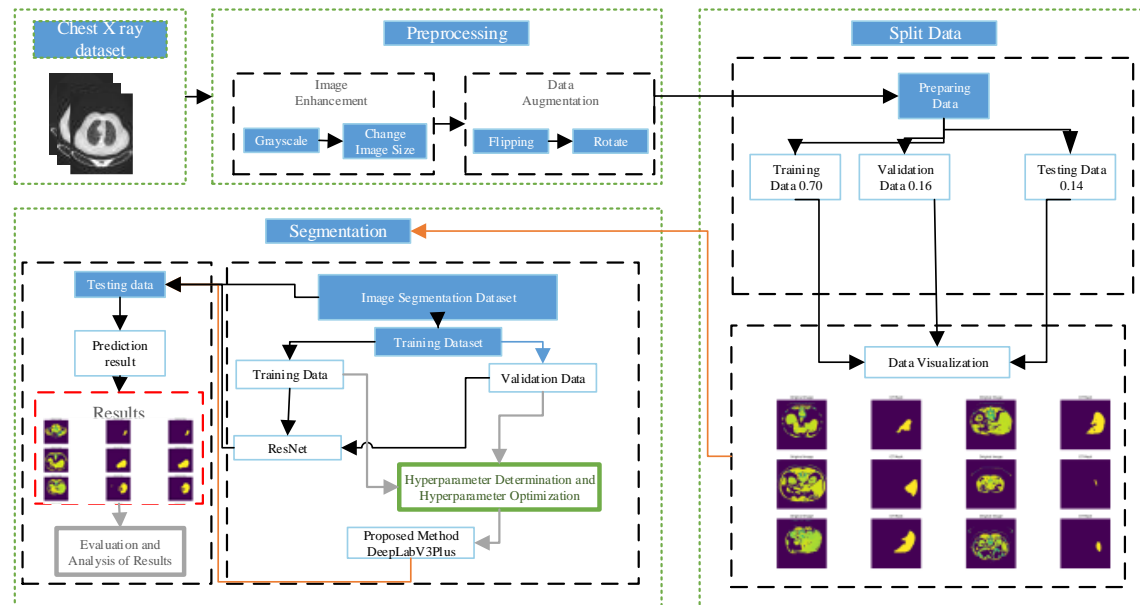 Chest X ray
dataset
Preprocessing
Image
Enhancement
Grayscale
Change
Image Size
Data
Augmentation
Flipping
Rotate
Split Data
Preparing
Data
Training
Data 0.70
Validation
Data 0.16
Testing Data
0.14
Data Visualization
Segmentation
Testing data
Prediction
result
Results
Evaluation and
Analysis of Results
Image Segmentation Dataset
Training Dataset
Training Data
Validation Data
ResNet
Hyperparameter Determination and
Hyperparameter Optimization
Proposed Method
DeepLabV3Plus